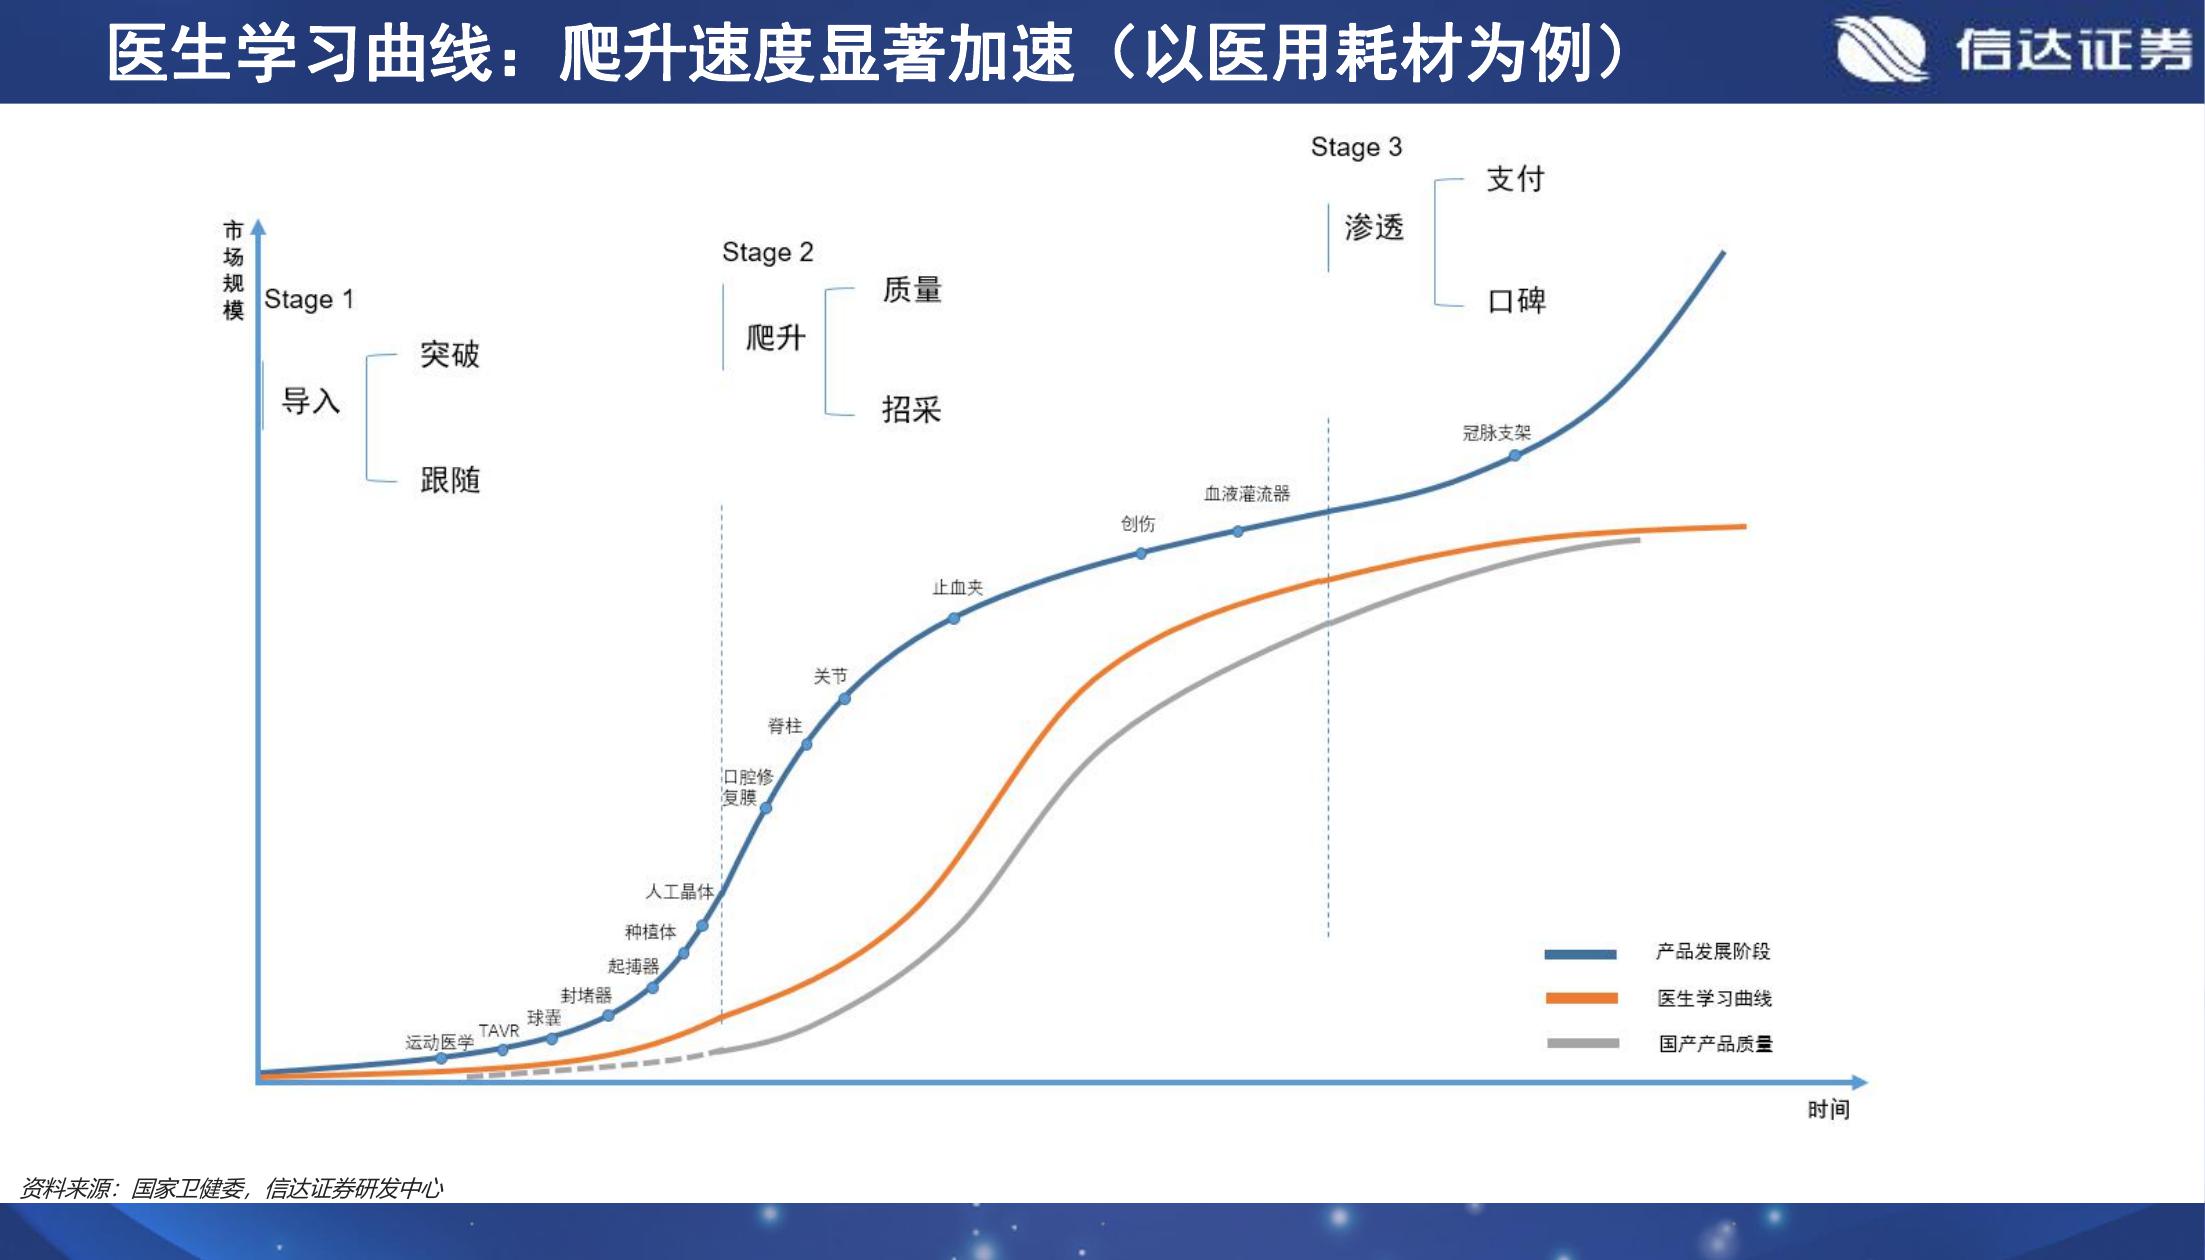 医生学习曲线：爬升速度显著加速（以医用耗材为例）
信达证券
市场规模
Stage 1
导入
突破
跟随
Stage 2
爬升
质量
招采
Stage 3
渗透
支付
口碑
冠脉支架
血液灌流器
创伤
止血夹
关节
脊柱
口腔修
复膜
人工晶体
种植体
起搏器
封堵器
球囊
TAVR
运动医学
产品发展阶段
医生学习曲线
国产产品质量
时间
资料来源：国家卫健委，信达证券研发中心